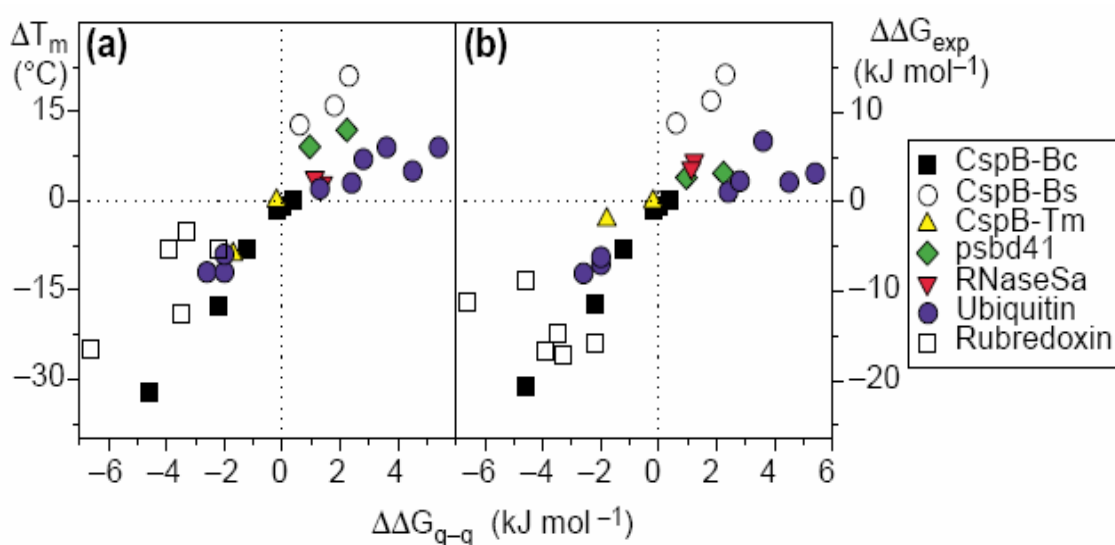 ΔTm
(°C)
(a)
(b)
ΔΔGexp
(kJ mol–1)
15
0
–15
–30
10
0
–10
–20
–6 –4 –2 0 2 4
–6 –4 –2 0 2 4 6
ΔΔGq–q (kJ mol –1)
CspB-Bc
CspB-Bs
CspB-Tm
psbd41
RNaseSa
Ubiquitin
Rubredoxin